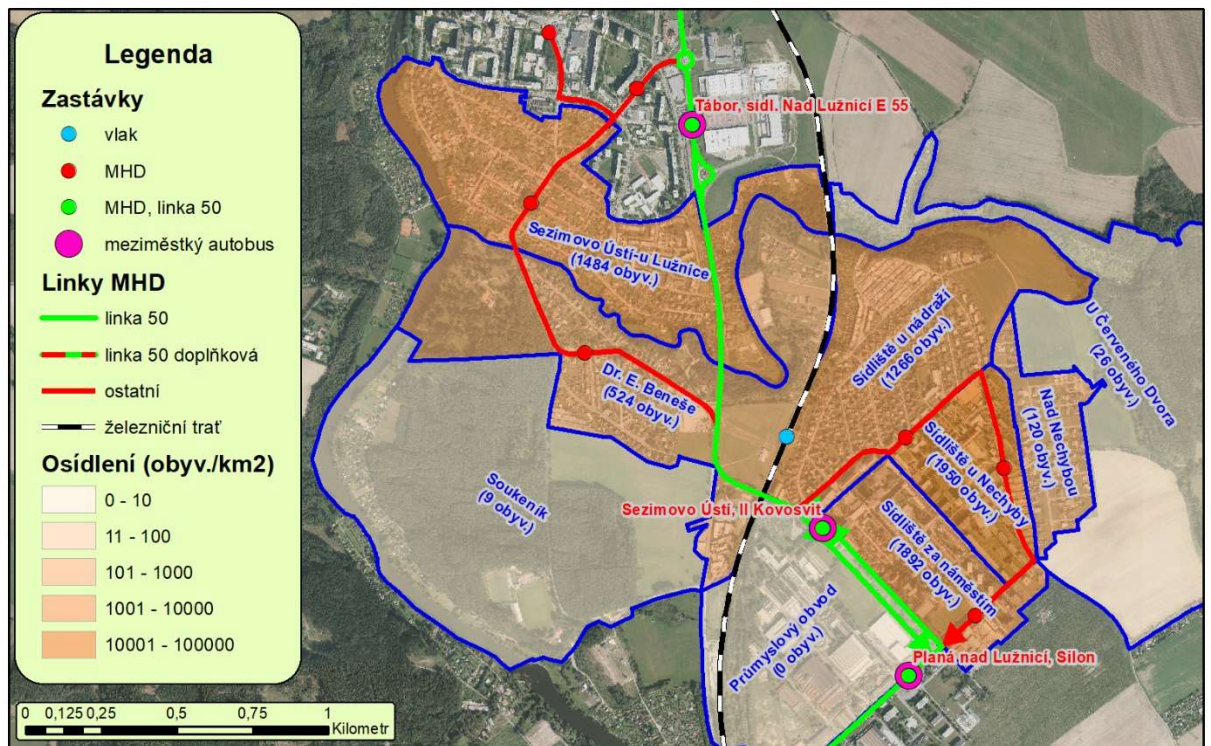 Legenda
Zastávky
vlak
MHD
MHD, linka 50
meziměstký autobus
Linky MHD
linka 50
linka 50 doplňková
ostatní
železniční trať
Osídlení (obyv./km2)
0 - 10
11 - 100
101 - 1000
1001 - 10000
10001 - 100000
0 0,125 0,25 0,5 0,75 1
Kilometr
Tábor, sídl. Nad Lužnicí E 55
Sezimovo Ústí-u Lužnice
(1484 obyv.)
Dr. E. Beneše
(524 obyv.)
Soukeník
(9 obyv.)
Sídliště u nádraží
(1266 obyv.)
U Červeného Dvora
(26 obyv.)
Nad Nechybou
(120 obyv.)
Sídliště u Nechyby
(1950 obyv.)
Sezimovo Ústí, II Kovosvit
Sídliště za náměstím
(1892 obyv.)
Průmyslový obvod
(0 obyv.)
Planá nad Lužnicí, Silon